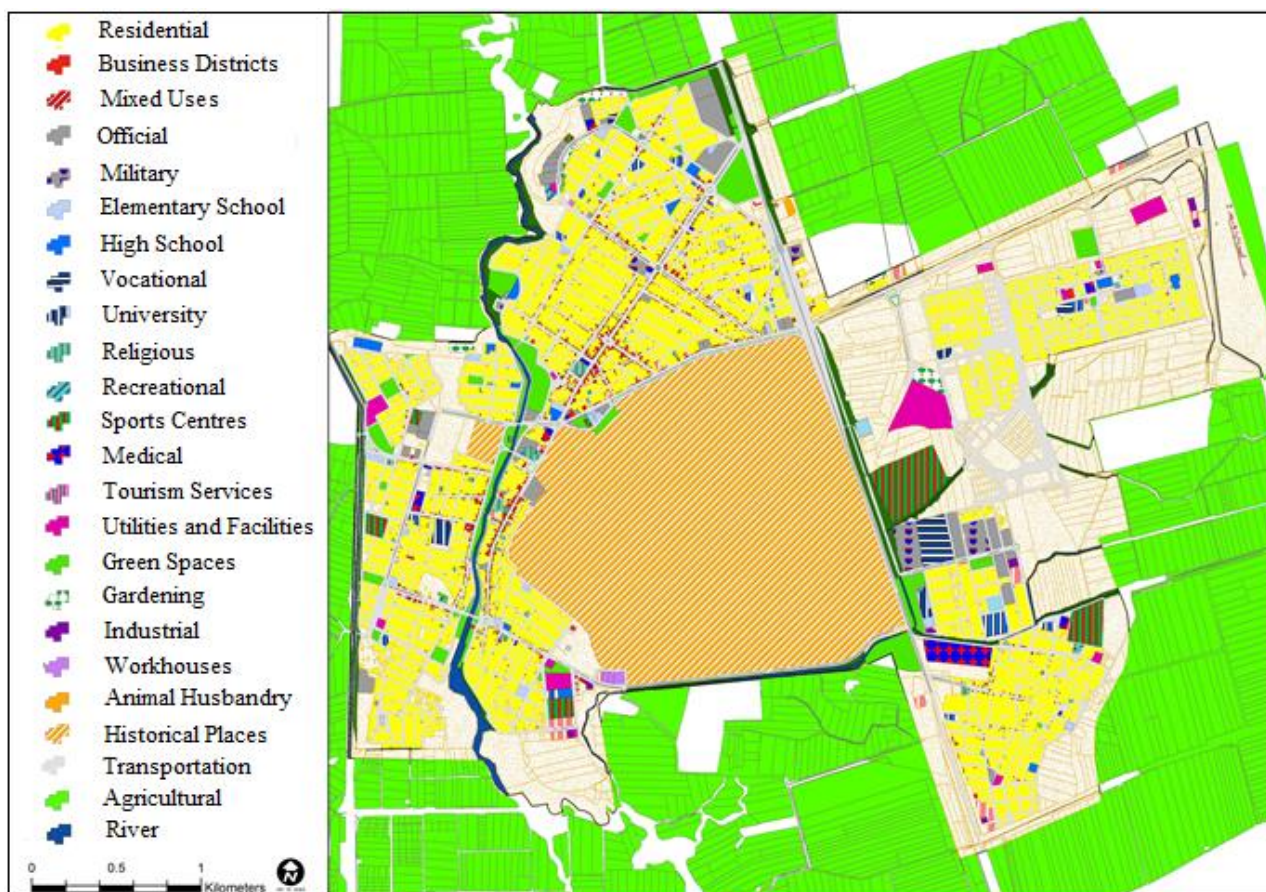 Residential
Business Districts
Mixed Uses
Official
Military
Elementary School
High School
Vocational
University
Religious
Recreational
Sports Centres
Medical
Tourism Services
Utilities and Facilities
Green Spaces
Gardening
Industrial
Workhouses
Animal Husbandry
Historical Places
Transportation
Agricultural
River
0 0.5 1
Kilometers
N